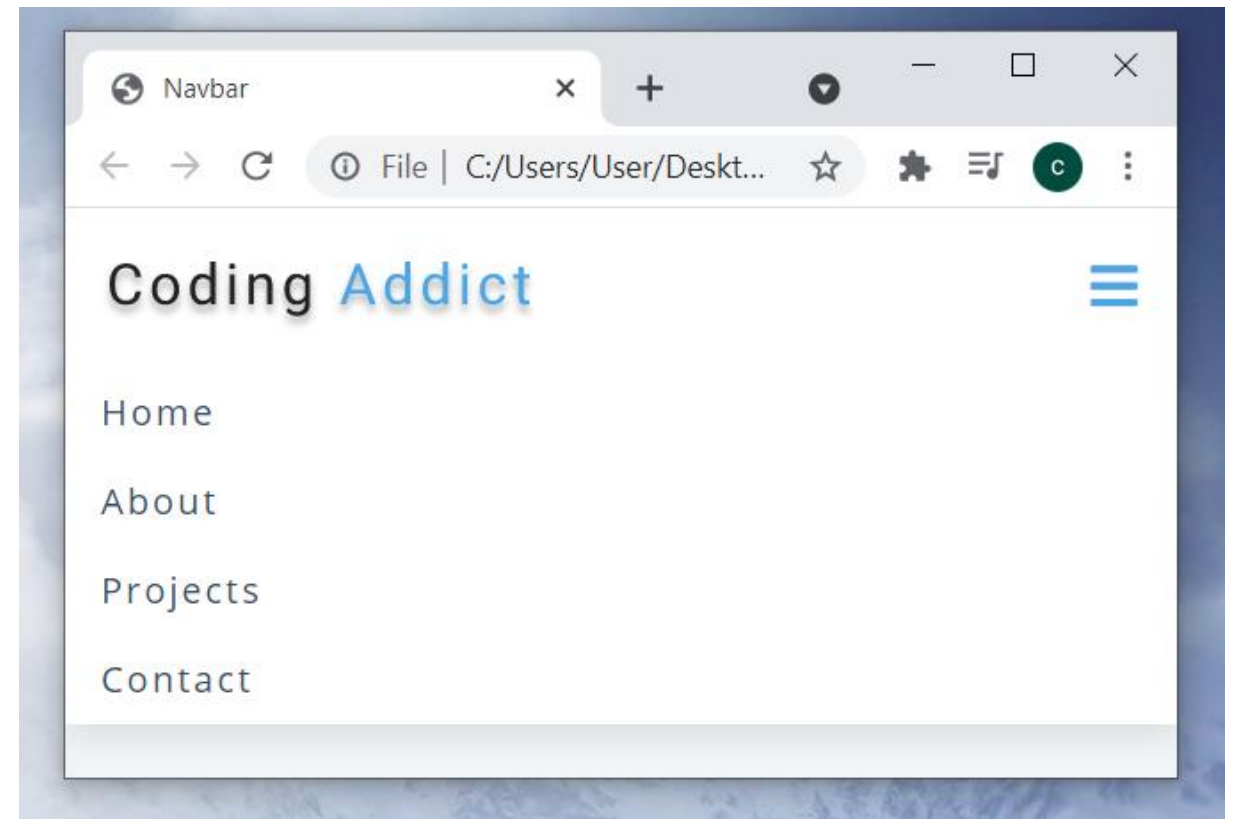 Navbar
File | C:/Users/User/Deskt...
c
Coding Addict
Home
About
Projects
Contact